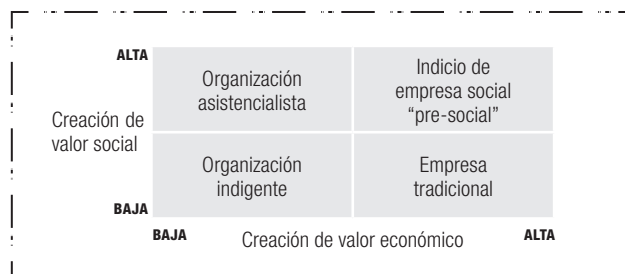 ALTA
Organización
asistencialista
Indicio de
empresa social
“pre-social”
Creación de
valor social
Organización
indigente
Empresa
tradicional
BAJA
BAJA
Creación de valor económico
ALTA